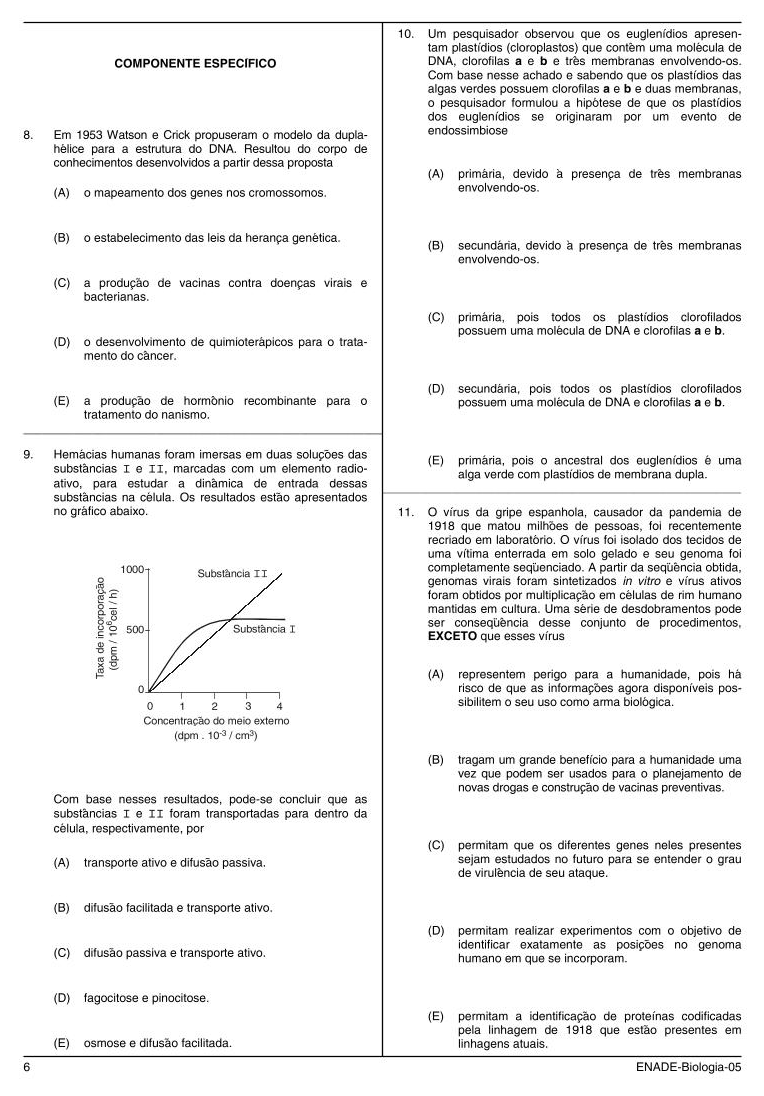 COMPONENTE ESPECÍFICO
8. Em 1953 Watson e Crick propuseram o modelo da dupla-
hélice para a estrutura do DNA. Resultou do corpo de
conhecimentos desenvolvidos a partir dessa proposta
(A) o mapeamento dos genes nos cromossomos.
(B) o estabelecimento das leis da herança genética.
(C) a produção de vacinas contra doenças virais e
bacterianas.
(D) o desenvolvimento de quimioterápicos para o trata-
mento do câncer.
(E) a produção de hormônio recombinante para o
tratamento do nanismo.
9. Hemácias humanas foram imersas em duas soluções das
substâncias I e II, marcadas com um elemento radio-
ativo, para estudar a dinâmica de entrada dessas
substâncias na célula. Os resultados estão apresentados
no gráfico abaixo.
Taxa de incorporação
(dpm / 10⁶cel / h)
1000
500
0
Substância II
Substância I
0 1 2 3 4
Concentração do meio externo
(dpm . 10⁻³ / cm³)
Com base nesses resultados, pode-se concluir que as
substâncias I e II foram transportadas para dentro da
célula, respectivamente, por
(A) transporte ativo e difusão passiva.
(B) difusão facilitada e transporte ativo.
(C) difusão passiva e transporte ativo.
(D) fagocitose e pinocitose.
(E) osmose e difusão facilitada.
10. Um pesquisador observou que os euglenídios apresen-
tam plastídios (cloroplastos) que contêm uma molécula de
DNA, clorofilas a e b e três membranas envolvendo-os.
Com base nesse achado e sabendo que os plastídios das
algas verdes possuem clorofilas a e b e duas membranas,
o pesquisador formulou a hipótese de que os plastídios
dos euglenídios se originaram por um evento de
endossimbiose
(A) primária, devido à presença de três membranas
envolvendo-os.
(B) secundária, devido à presença de três membranas
envolvendo-os.
(C) primária, pois todos os plastídios clorofilados
possuem uma molécula de DNA e clorofilas a e b.
(D) secundária, pois todos os plastídios clorofilados
possuem uma molécula de DNA e clorofilas a e b.
(E) primária, pois o ancestral dos euglenídios é uma
alga verde com plastídios de membrana dupla.
11. O vírus da gripe espanhola, causador da pandemia de
1918 que matou milhões de pessoas, foi recentemente
recriado em laboratório. O vírus foi isolado dos tecidos de
uma vítima enterrada em solo gelado e seu genoma foi
completamente seqüenciado. A partir da seqüência obtida,
genomas virais foram sintetizados in vitro e vírus ativos
foram obtidos por multiplicação em células de rim humano
mantidas em cultura. Uma série de desdobramentos pode
ser conseqüência desse conjunto de procedimentos,
EXCETO que esses vírus
(A) representem perigo para a humanidade, pois há
risco de que as informações agora disponíveis pos-
sibilitem o seu uso como arma biológica.
(B) tragam um grande benefício para a humanidade uma
vez que podem ser usados para o planejamento de
novas drogas e construção de vacinas preventivas.
(C) permitam que os diferentes genes neles presentes
sejam estudados no futuro para se entender o grau
de virulência de seu ataque.
(D) permitam realizar experimentos com o objetivo de
identificar exatamente as posições no genoma
humano em que se incorporam.
(E) permitam a identificação de proteínas codificadas
pela linhagem de 1918 que estão presentes em
linhagens atuais.
6
ENADE-Biologia-05